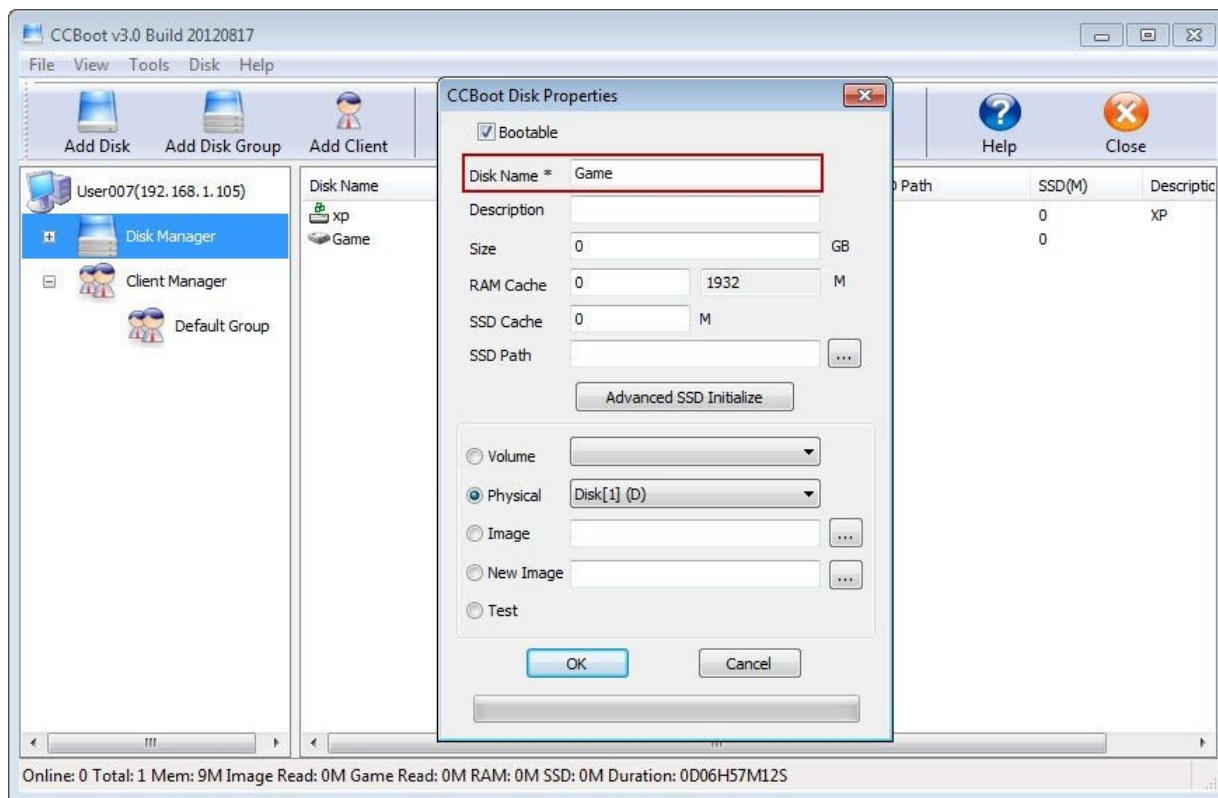 CCBoot v3.0 Build 20120817
File View Tools Disk Help
Add Disk Add Disk Group Add Client Help Close
User007(192.168.1.105)
Disk Manager
Client Manager
Default Group
Disk Name Path SSD(M) Descriptic
xp 0 XP
Game 0
CCBoot Disk Properties
Bootable
Disk Name * Game
Description
Size 0 GB
RAM Cache 0 1932 M
SSD Cache 0 M
SSD Path ...
Advanced SSD Initialize
Volume
Physical Disk[1] (D)
Image ...
New Image ...
Test
OK Cancel
Online: 0 Total: 1 Mem: 9M Image Read: 0M Game Read: 0M RAM: 0M SSD: 0M Duration: 0D06H57M12S